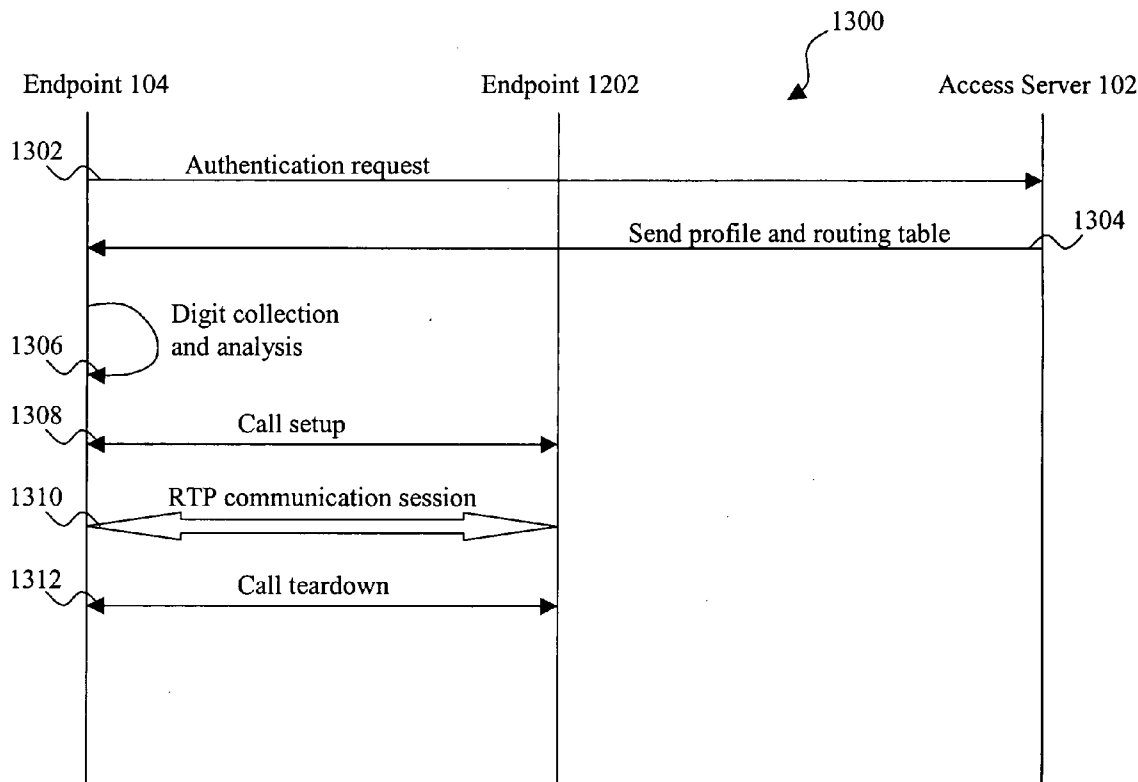 1300
Endpoint 104
Endpoint 1202
Access Server 102
1302
Authentication request
Send profile and routing table
1304
Digit collection
and analysis
1306
1308
Call setup
1310
RTP communication session
1312
Call teardown